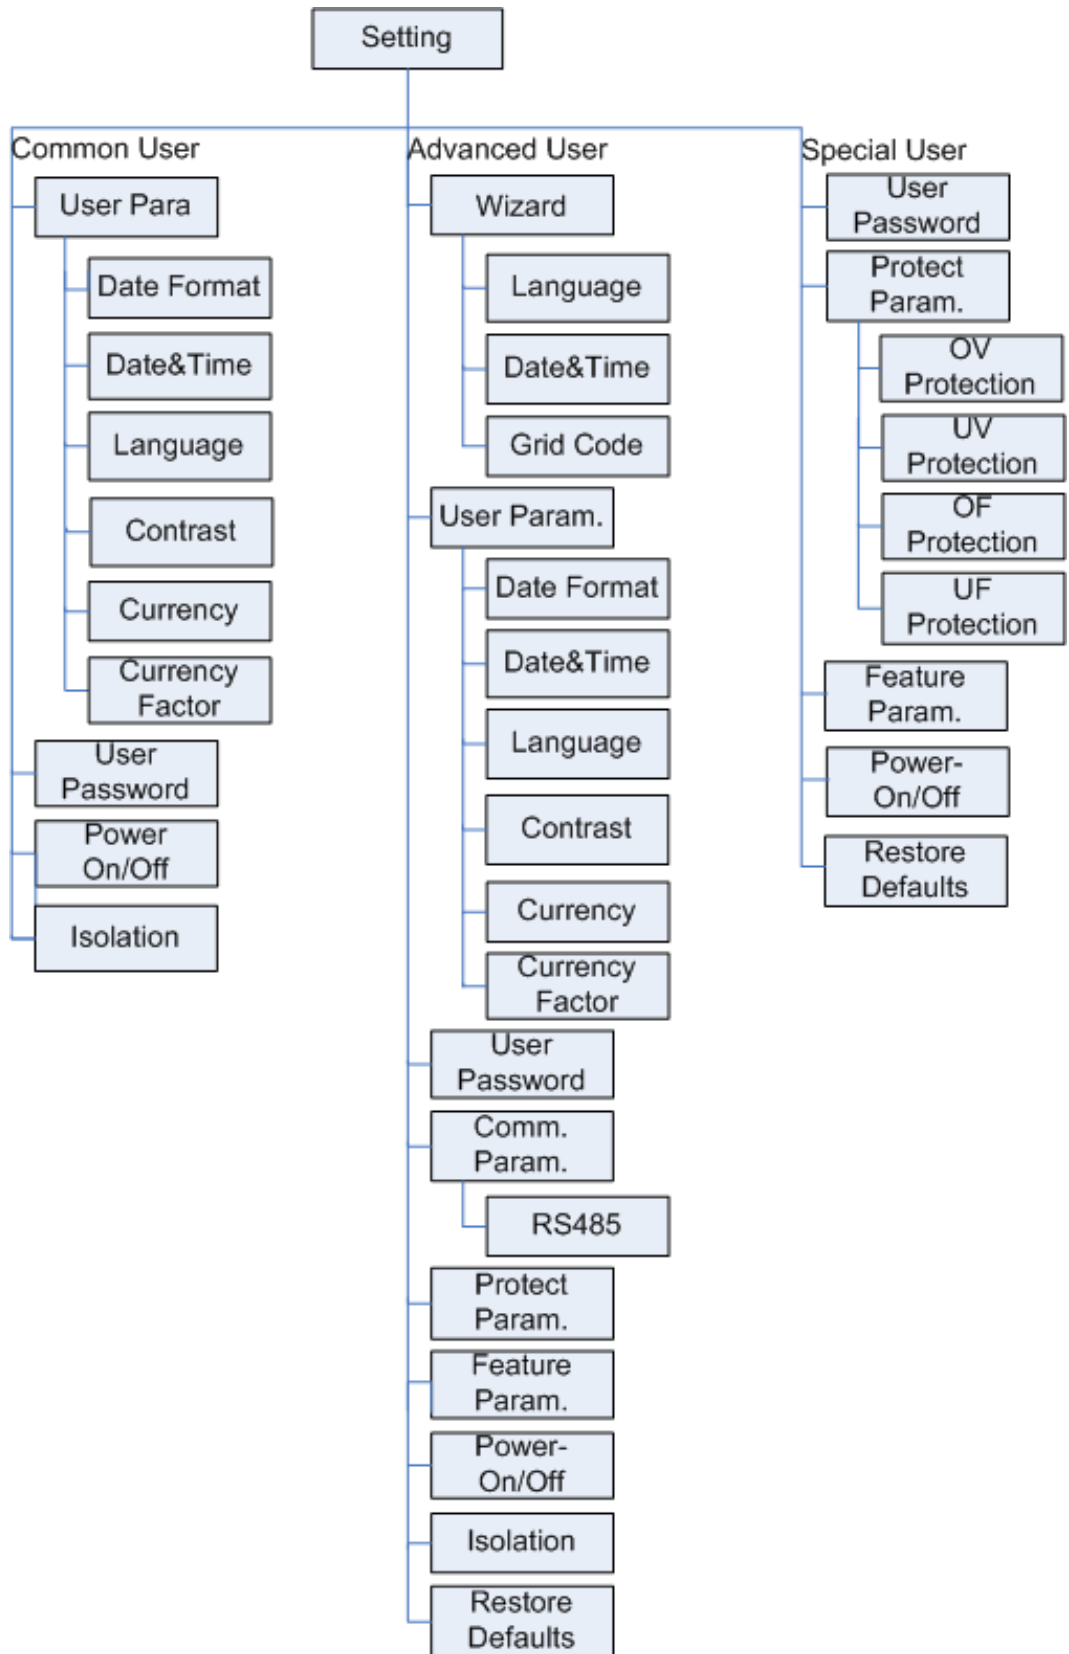 Setting
Common User
User Para
Date Format
Date&Time
Language
Contrast
Currency
Currency
Factor
User
Password
Power
On/Off
Isolation
Advanced User
Wizard
Language
Date&Time
Grid Code
User Param.
Date Format
Date&Time
Language
Contrast
Currency
Currency
Factor
User
Password
Comm.
Param.
RS485
Protect
Param.
Feature
Param.
Power-
On/Off
Isolation
Restore
Defaults
Special User
User
Password
Protect
Param.
OV
Protection
UV
Protection
OF
Protection
UF
Protection
Feature
Param.
Power-
On/Off
Restore
Defaults